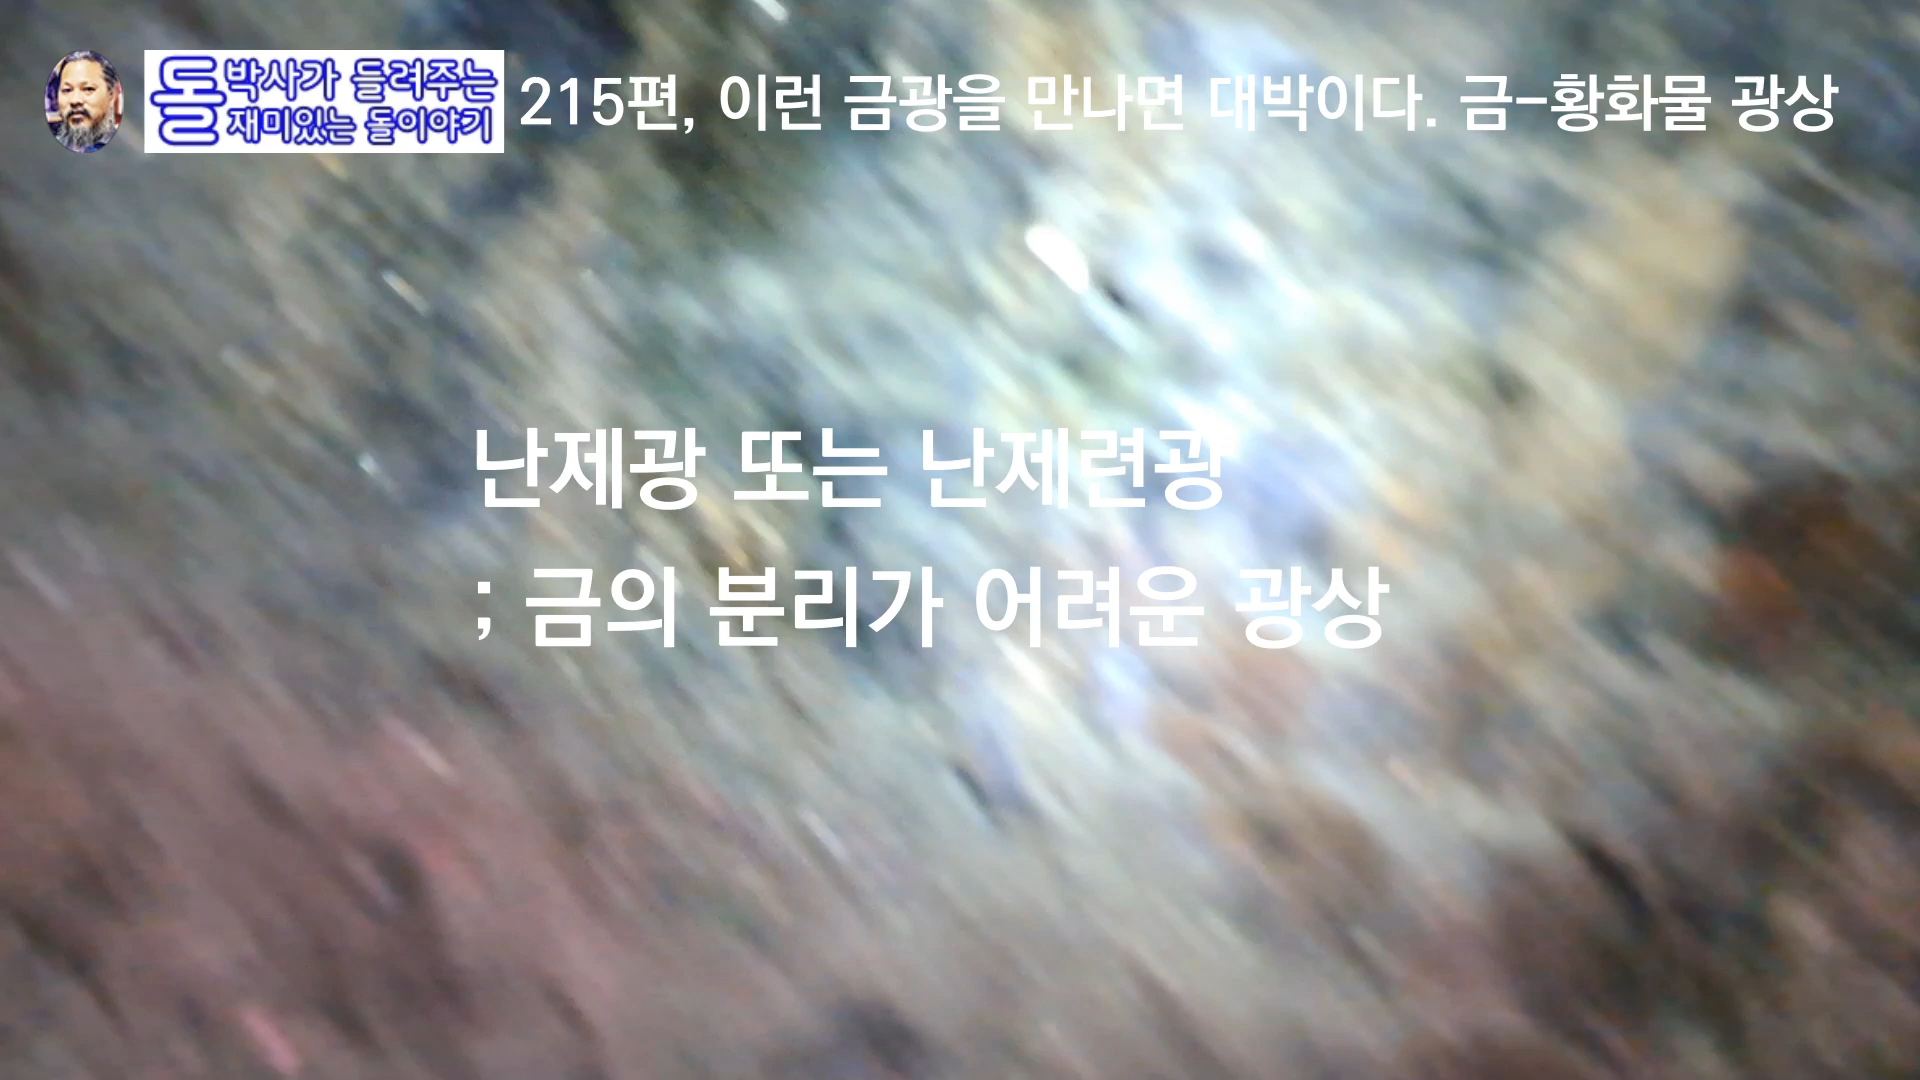 돌박사가 들려주는
재미있는 돌이야기
215편, 이런 금광을 만나면 대박이다. 금-황화물 광상
난제광 또는 난제련광
; 금의 분리가 어려운 광상